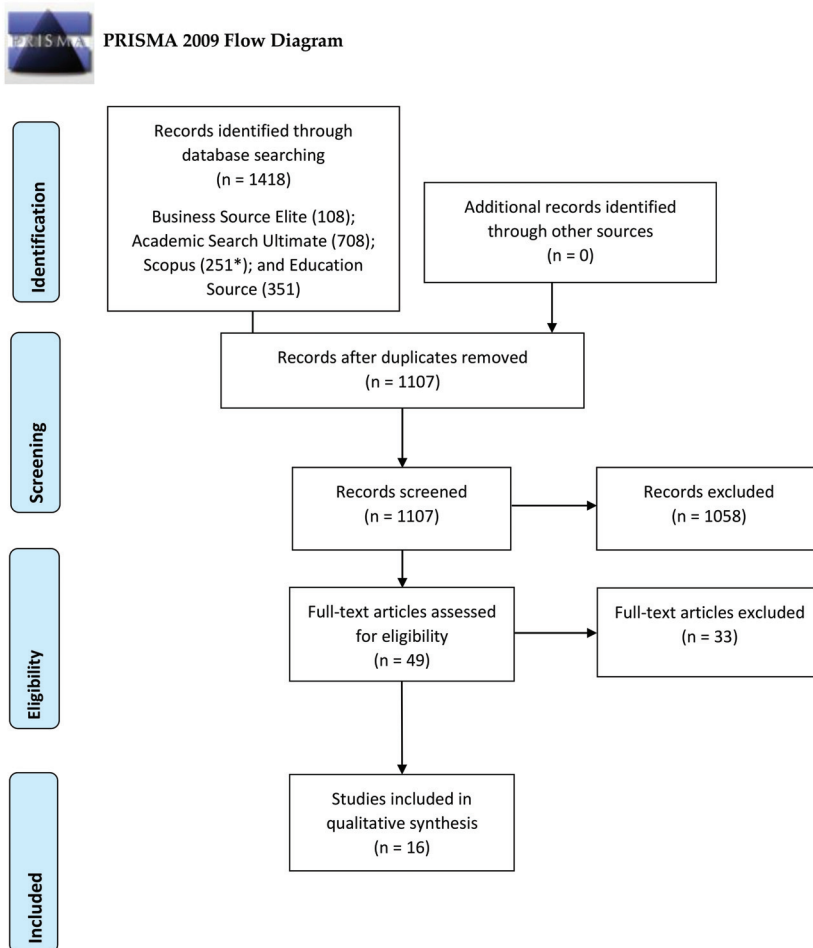 PRISMA
PRISMA 2009 Flow Diagram
Identification
Records identified through
database searching
(n = 1418)
Business Source Elite (108);
Academic Search Ultimate (708);
Scopus (251*); and Education
Source (351)
Additional records identified
through other sources
(n = 0)
Screening
Records after duplicates removed
(n = 1107)
Records screened
(n = 1107)
Records excluded
(n = 1058)
Eligibility
Full-text articles assessed
for eligibility
(n = 49)
Full-text articles excluded
(n = 33)
Included
Studies included in
qualitative synthesis
(n = 16)